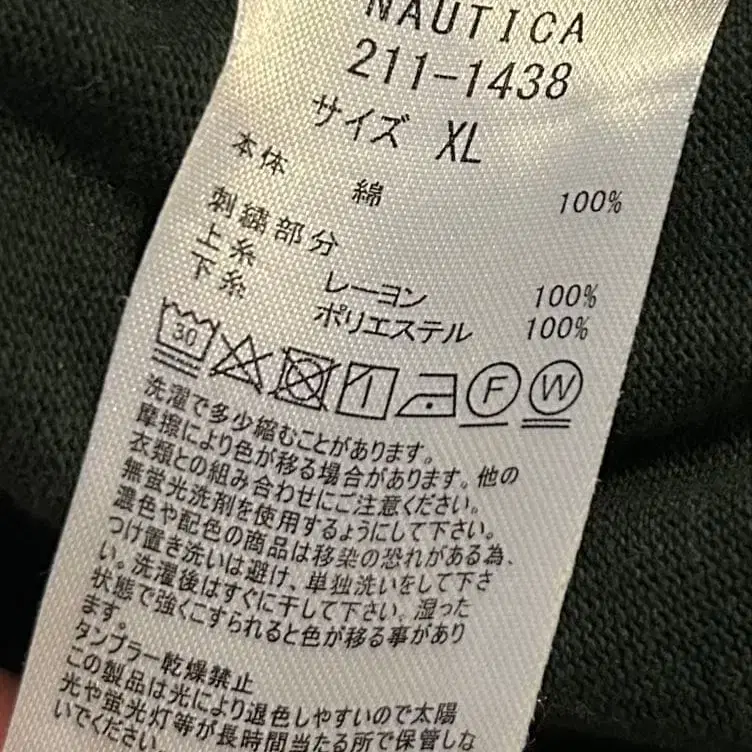 NAUTICA
211-1438
サイズ XL
本体 綿 100%
刺繍部分
上糸 レーヨン 100%
下糸 ポリエステル 100%
30 F W
洗濯で多少縮むことがあります。
摩擦により色が移る場合があります。他の
衣類との組み合わせにご注意ください。
無蛍光洗剤を使用するようにして下さい。
濃色や配色の商品は移染の恐れがある為、
つけ置き洗いは避け、単独洗いをして下さ
い。洗濯後はすぐに干して下さい。湿った
状態で強くこすられると色が移る事があり
ます。
タンブラー乾燥禁止
この製品は光により退色しやすいので太陽
光や蛍光灯等が長時間当たる所で保管しな
いでください。